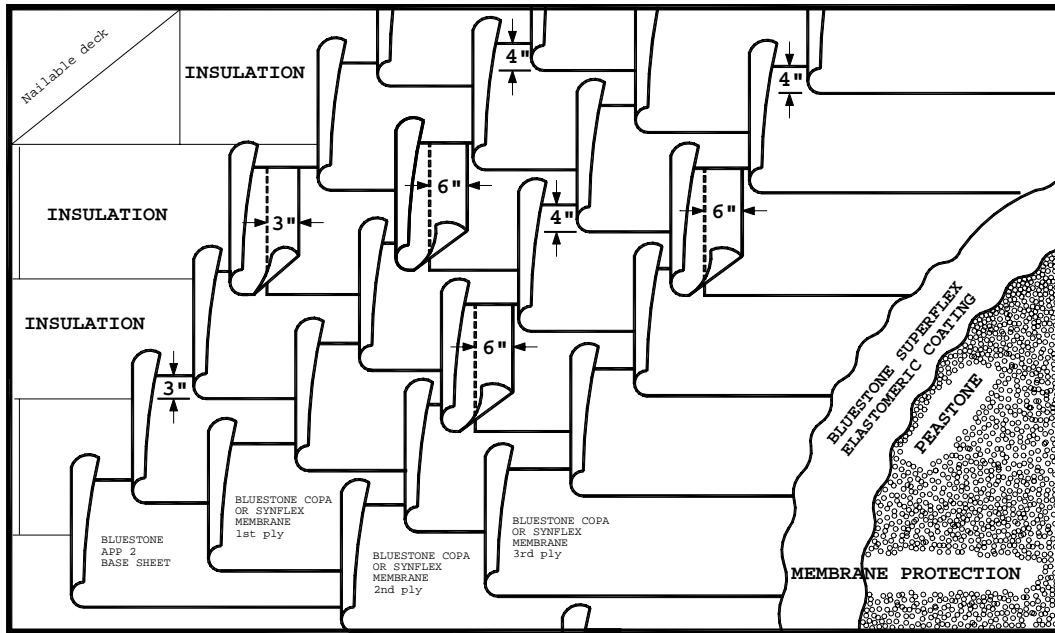 Nailable deck
INSULATION
4"
4"
INSULATION
3"
6"
4"
6"
INSULATION
6"
3"
BLUESTONE SUPERFLEX
ELASTOMERIC COATING
PEASTONE
BLUESTONE COPA
OR SYNFLEX
MEMBRANE
1st ply
BLUESTONE COPA
OR SYNFLEX
MEMBRANE
3rd ply
BLUESTONE
APP 2
BASE SHEET
BLUESTONE COPA
OR SYNFLEX
MEMBRANE
2nd ply
MEMBRANE PROTECTION